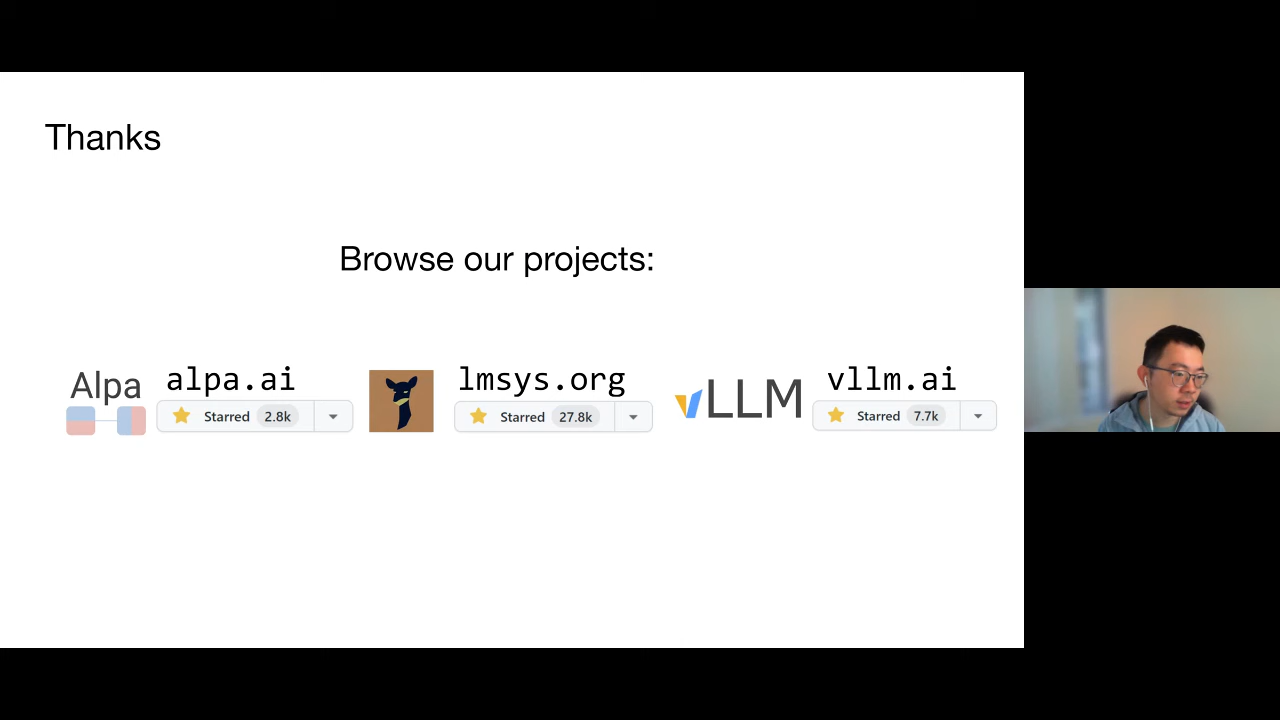 Thanks
Browse our projects:
Alpa alpa.ai
Starred 2.8k
lmsys.org
Starred 27.8k
vLLM vllm.ai
Starred 7.7k